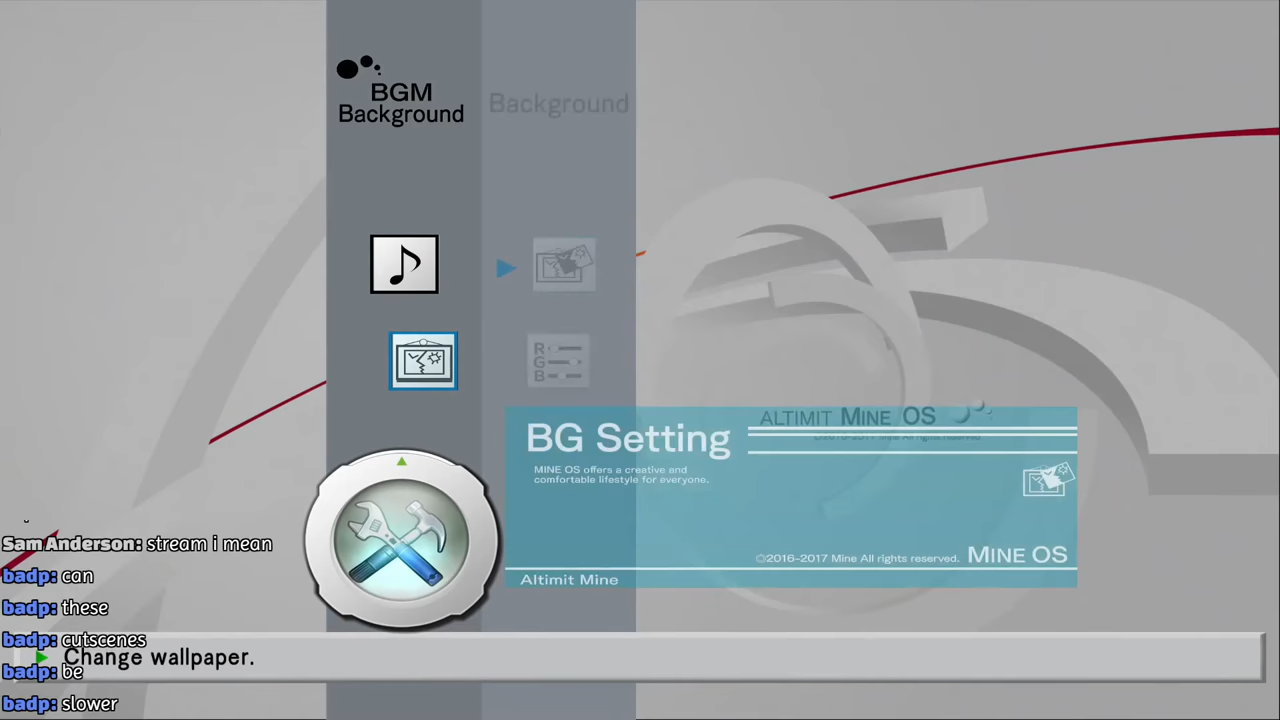 BGM
Background
Background
R
G
B
ALTIMIT MINE OS
BG Setting
MINE OS offers a creative and
comfortable lifestyle for everyone.
©2016-2017 Mine All rights reserved. MINE OS
Altimit Mine
Sam Anderson: stream i mean
badp: can
badp: these
badp: cutscenes
Change wallpaper.
badp: be
badp: slower